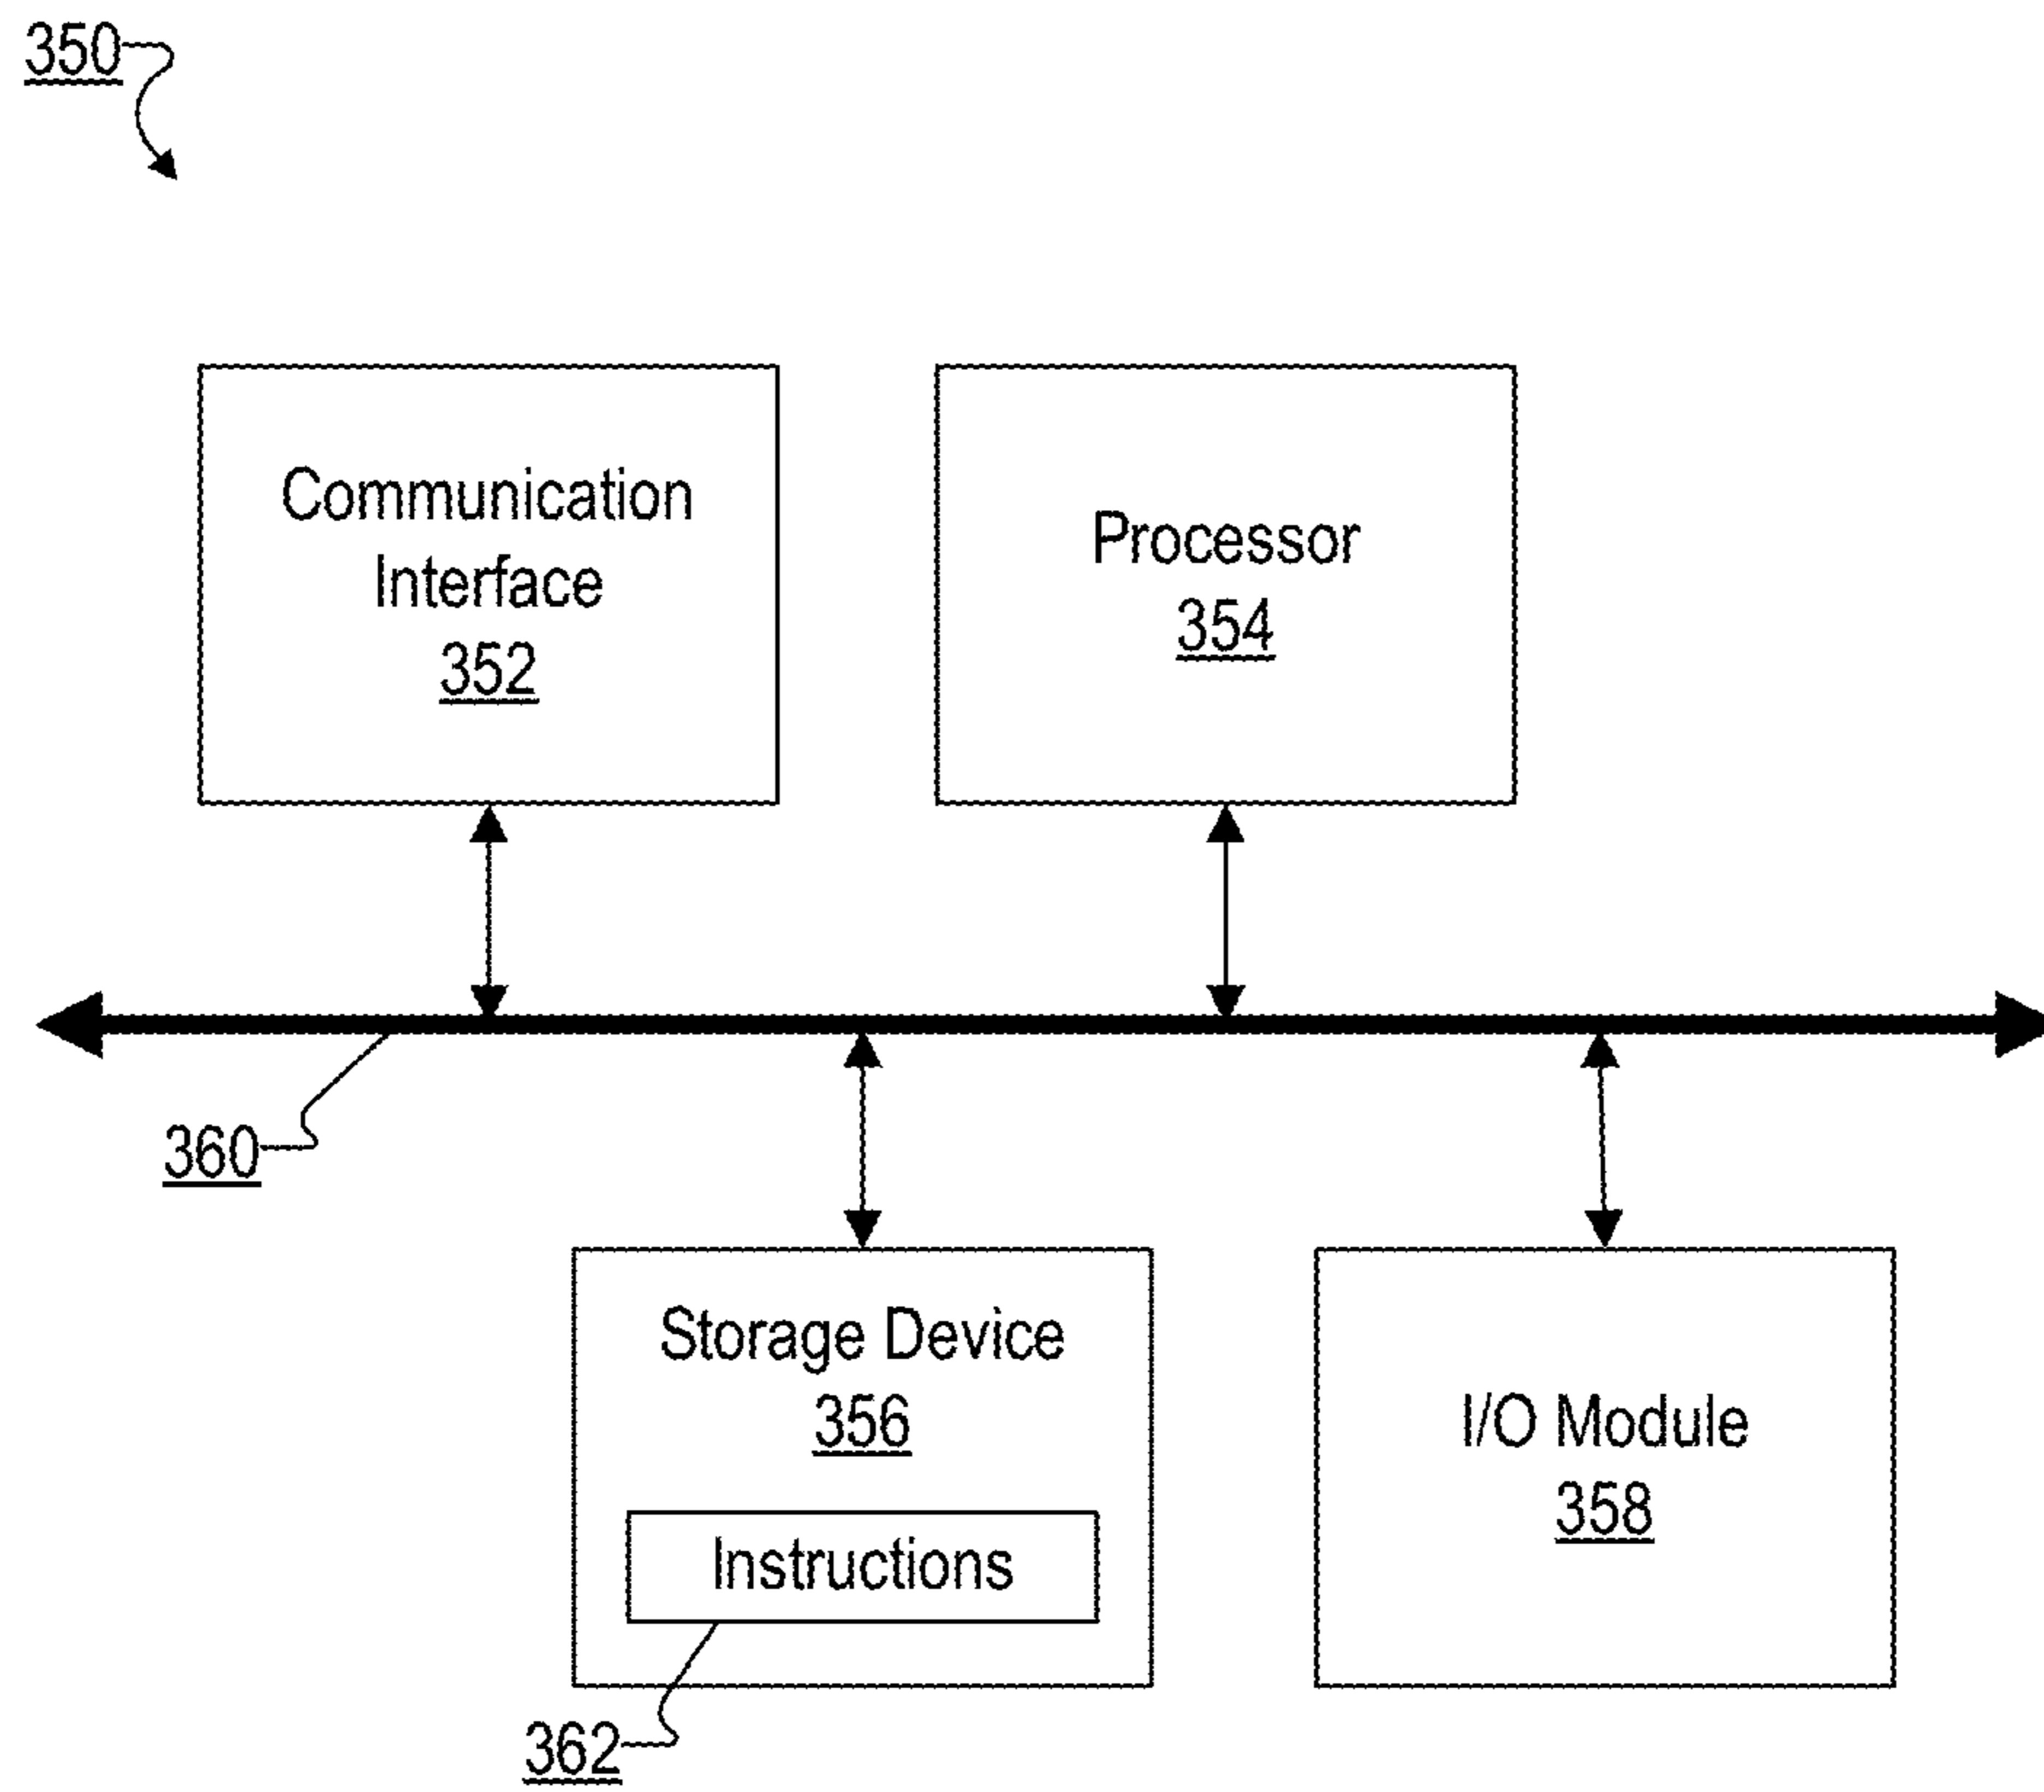 350
Communication
Interface
352
Processor
354
360
Storage Device
356
Instructions
362
I/O Module
358